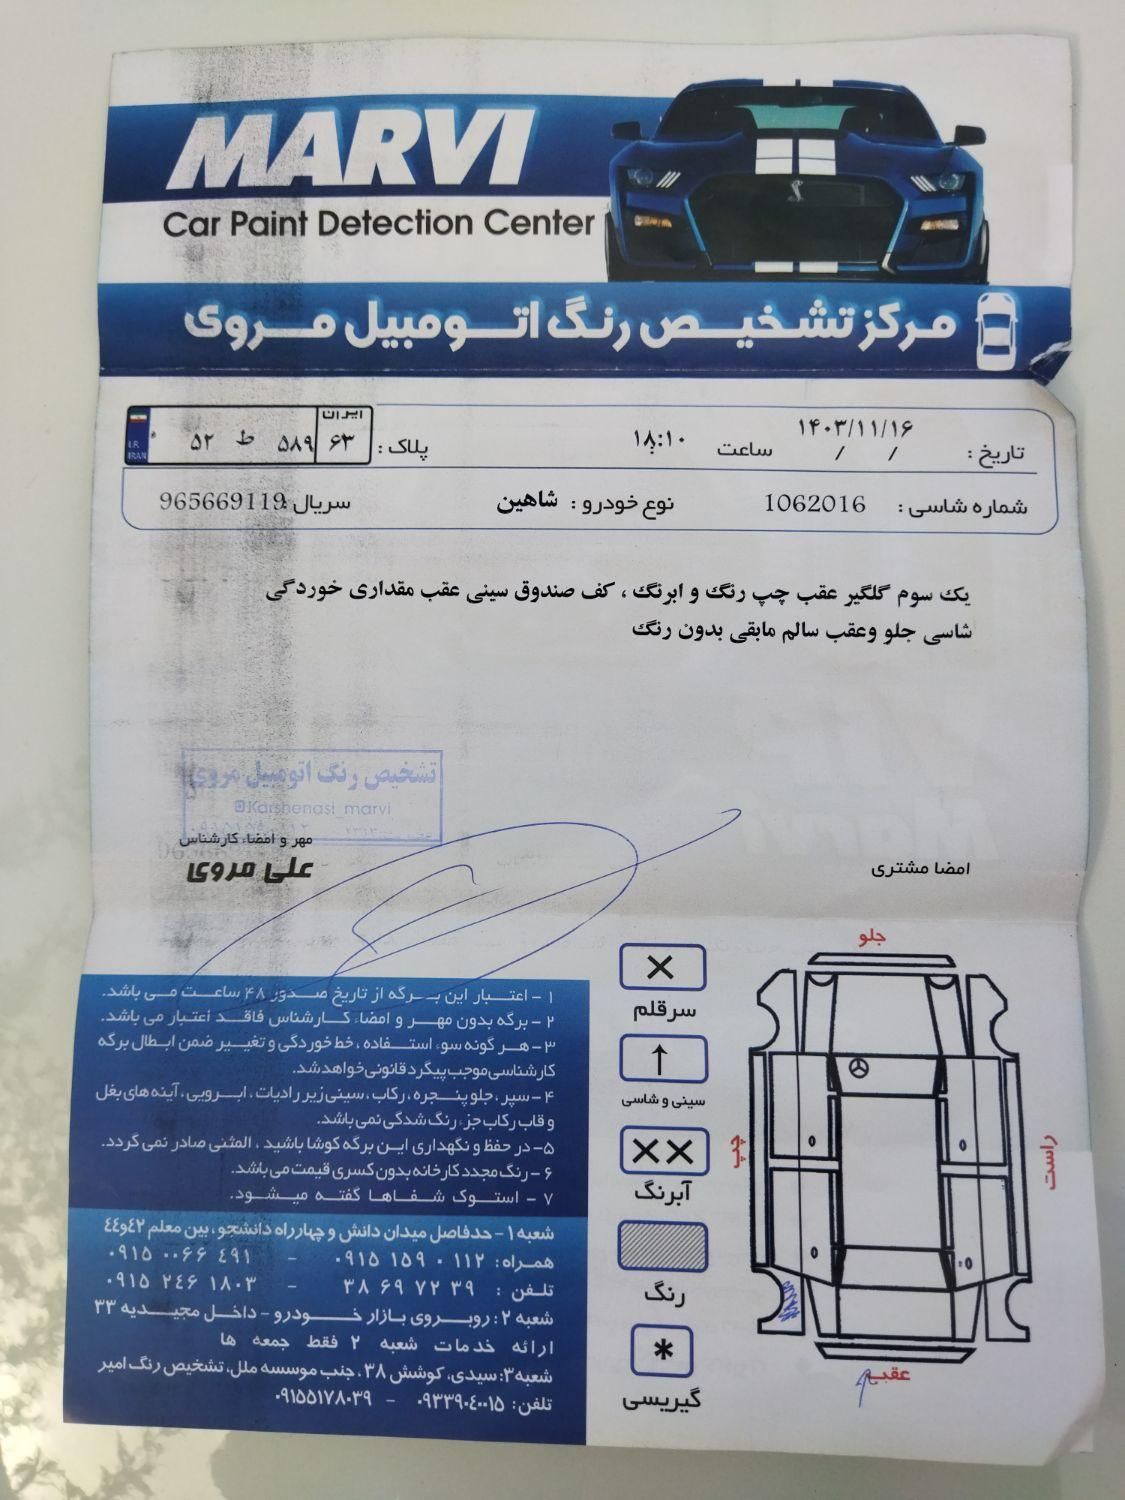 MARVI
Car Paint Detection Center
مرکز تشخیص رنگ اتومبیل مروی
تاریخ : ۱۴۰۳/۱۱/۱۶ / / ساعت ۱۸:۱۰ : پلاک : ایران ۶۳ ۵۸۹ ط ۵۲ I.R. IRAN
شماره شاسی : 1062016 نوع خودرو : شاهین سریال : 965669119
یک سوم گلگیر عقب چپ رنگ و ابرنگ ، کف صندوق سینی عقب مقداری خوردگی
شاسی جلو وعقب سالم مابقی بدون رنگ
تشخیص رنگ اتومبیل مروی
@Karshenasi_marvi
مهر و امضاء کارشناس
علی مروی
امضا مشتری
۱ - اعتبار این برگه از تاریخ صدور ۴۸ ساعت می باشد.
۲ - برگه بدون مهر و امضاء کارشناس فاقد اعتبار می باشد.
۳ - هر گونه سوء استفاده ، خط خوردگی و تغییر ضمن ابطال برگه
کارشناسی موجب پیگرد قانونی خواهد شد.
۴ - سپر ، جلو پنجره ، رکاب ، سینی زیر رادیات ، ابرویی ، آینه های بغل
و قاب رکاب جزء رنگ شدگی نمی باشد.
۵ - در حفظ و نگهداری این برگه کوشا باشید ، المثنی صادر نمی گردد.
۶ - رنگ مجدد کارخانه بدون کسری قیمت می باشد.
۷ - استوک شفاها گفته میشود.
شعبه ۱ - حدفاصل میدان دانش و چهارراه دانشجو ، بین معلم ۴۲ و ۴۴
همراه : ۰۹۱۵ ۱۵۹ ۰ ۱۱۲ - ۰۹۱۵ ۰۰۶۶ ۴۹۱
تلفن : ۳۸ ۶۹ ۷۲ ۳۹ - ۰۹۱۵ ۲۴۶ ۱۸۰۳
شعبه ۲ : روبروی بازار خودرو - داخل مجیدیه ۳۳
ارائه خدمات شعبه ۲ فقط جمعه ها
شعبه ۳ : سیدی، کوشش ۳۸ ، جنب موسسه ملل، تشخیص رنگ امیر
تلفن : ۰۹۳۳۹۰۴۰۰۱۵ - ۰۹۱۵۵۱۷۸۰۳۹
سرقلم
سینی و شاسی
آبرنگ
رنگ
گیریسی
جلو
چپ
راست
عقب